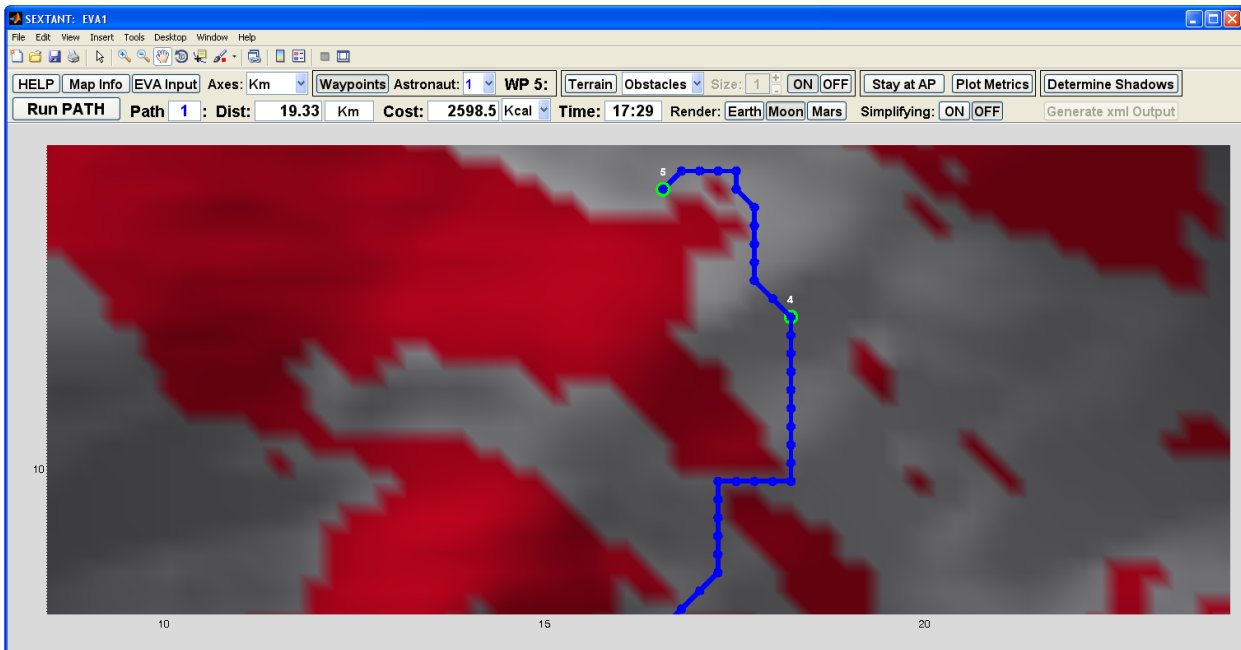 SEXTANT: EVA1
File Edit View Insert Tools Desktop Window Help
HELP Map Info EVA Input Axes: Km Waypoints Astronaut: 1 WP 5: Terrain Obstacles Size: 1 ON OFF Stay at AP Plot Metrics Determine Shadows
Run PATH Path 1 : Dist: 19.33 Km Cost: 2598.5 Kcal Time: 17:29 Render: Earth Moon Mars Simplifying: ON OFF Generate xml Output
5
4
10
10 15 20